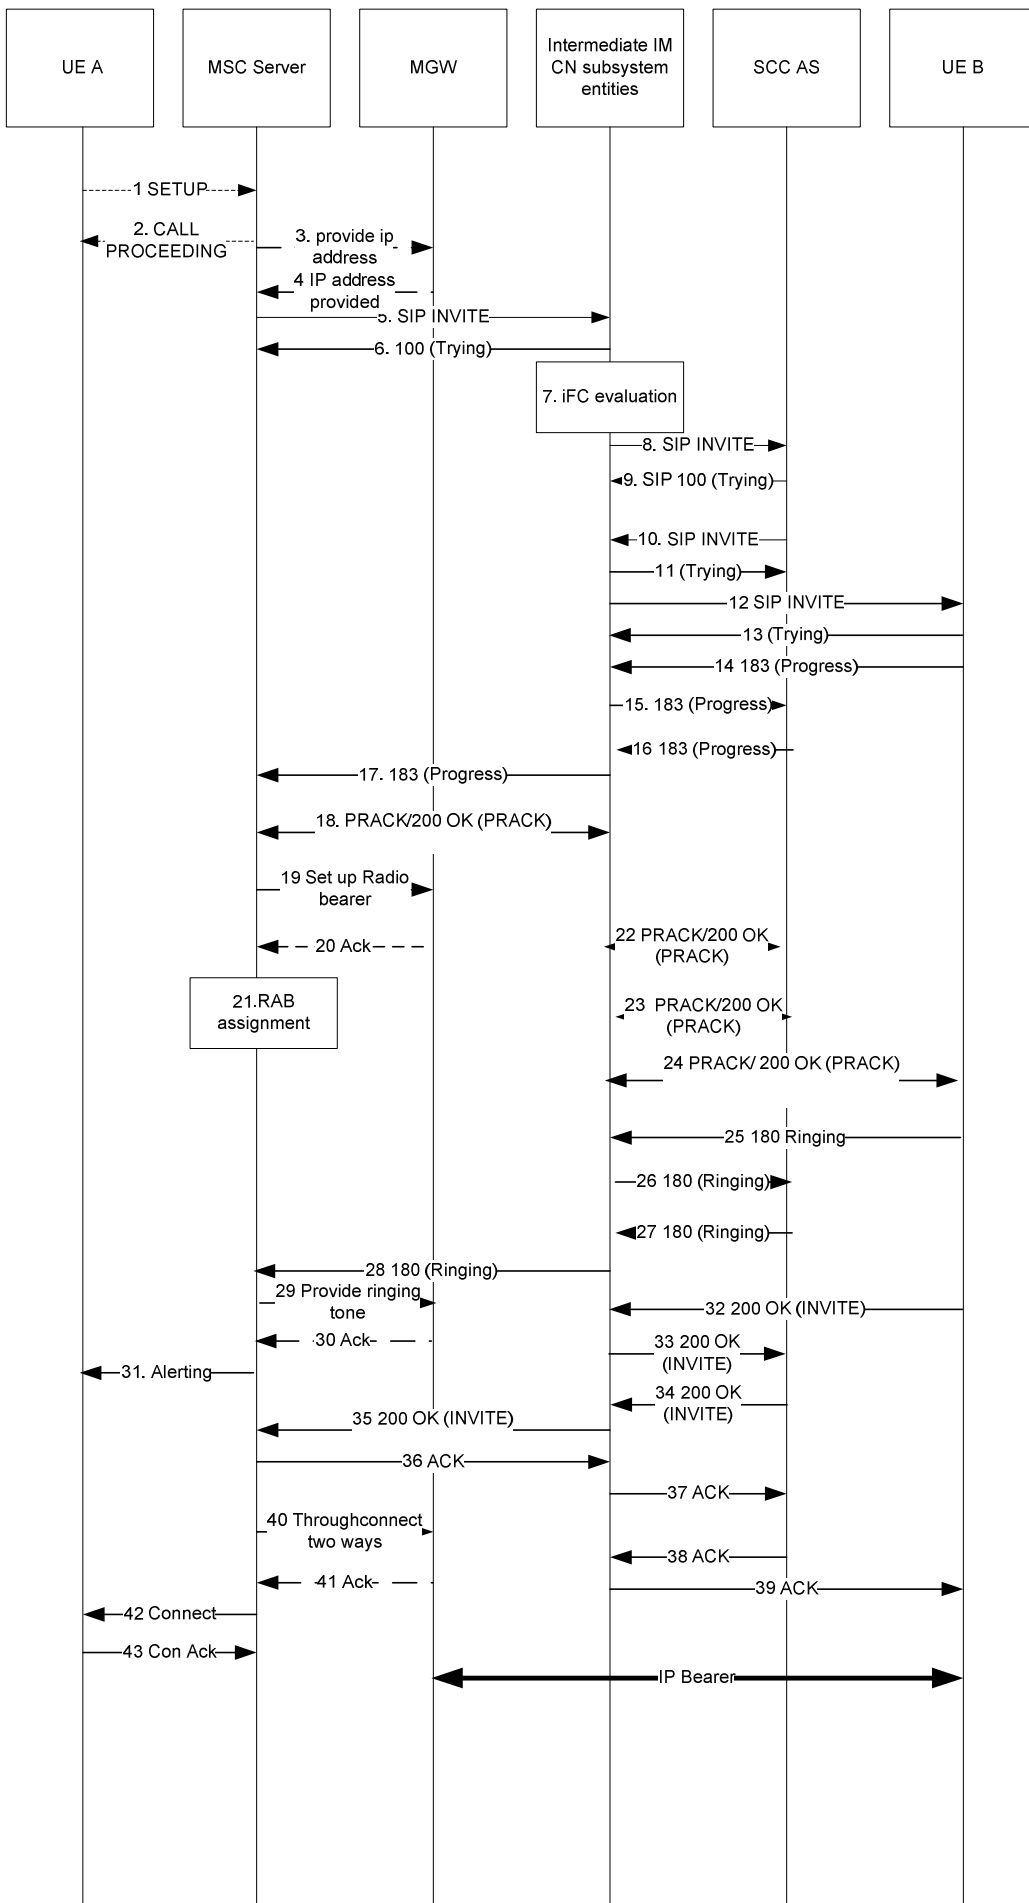 UE A
MSC Server
MGW
Intermediate IM
CN subsystem
entities
SCC AS
UE B
1 SETUP
2. CALL
PROCEEDING
3. provide ip
address
4 IP address
provided
5. SIP INVITE
6. 100 (Trying)
7. iFC evaluation
8. SIP INVITE
9. SIP 100 (Trying)
10. SIP INVITE
11 (Trying)
12 SIP INVITE
13 (Trying)
14 183 (Progress)
15. 183 (Progress)
16 183 (Progress)
17. 183 (Progress)
18. PRACK/200 OK (PRACK)
19 Set up Radio
bearer
20 Ack
22 PRACK/200 OK
(PRACK)
21.RAB
assignment
23 PRACK/200 OK
(PRACK)
24 PRACK/ 200 OK (PRACK)
25 180 Ringing
26 180 (Ringing)
27 180 (Ringing)
28 180 (Ringing)
29 Provide ringing
tone
32 200 OK (INVITE)
30 Ack
33 200 OK
(INVITE)
31. Alerting
34 200 OK
(INVITE)
35 200 OK (INVITE)
36 ACK
37 ACK
40 Throughconnect
two ways
38 ACK
41 Ack
39 ACK
42 Connect
43 Con Ack
IP Bearer